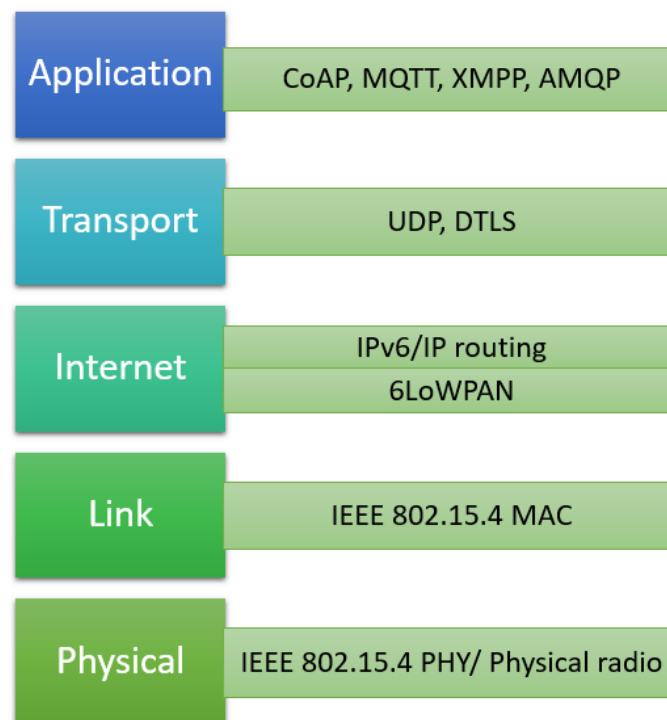 Application
CoAP, MQTT, XMPP, AMQP
Transport
UDP, DTLS
Internet
IPv6/IP routing
6LoWPAN
Link
IEEE 802.15.4 MAC
Physical
IEEE 802.15.4 PHY/ Physical radio